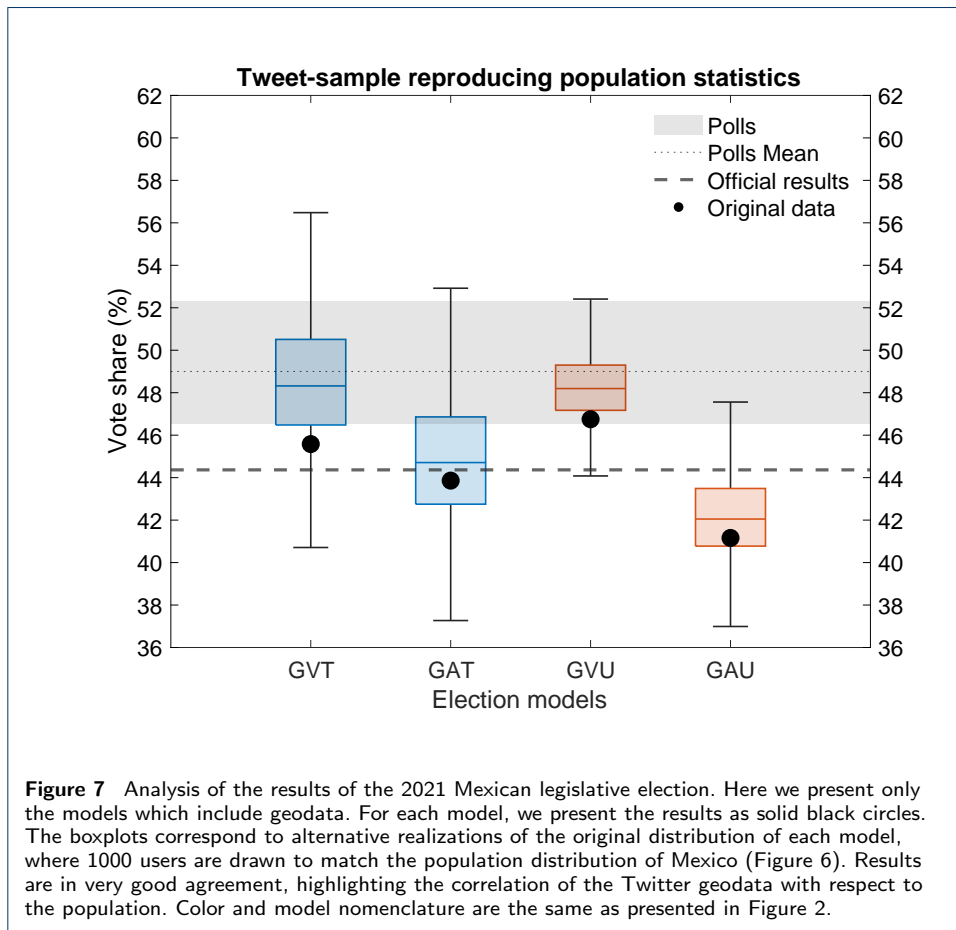 Tweet-sample reproducing population statistics
62
60
58
56
54
52
50
48
46
44
42
40
38
36
Vote share (%)
62
60
58
56
54
52
50
48
46
44
42
40
38
36
Polls
Polls Mean
Official results
Original data
GVT GAT GVU GAU
Election models
Figure 7 Analysis of the results of the 2021 Mexican legislative election. Here we present only
the models which include geodata. For each model, we present the results as solid black circles.
The boxplots correspond to alternative realizations of the original distribution of each model,
where 1000 users are drawn to match the population distribution of Mexico (Figure 6). Results
are in very good agreement, highlighting the correlation of the Twitter geodata with respect to
the population. Color and model nomenclature are the same as presented in Figure 2.